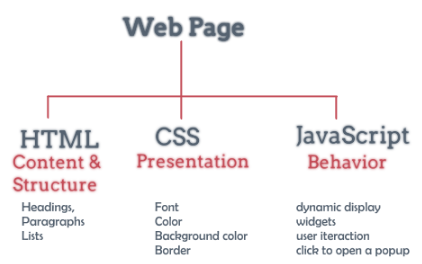 Web Page
HTML
Content &
Structure
Headings,
Paragraphs
Lists
CSS
Presentation
Font
Color
Background color
Border
JavaScript
Behavior
dynamic display
widgets
user iteraction
click to open a popup